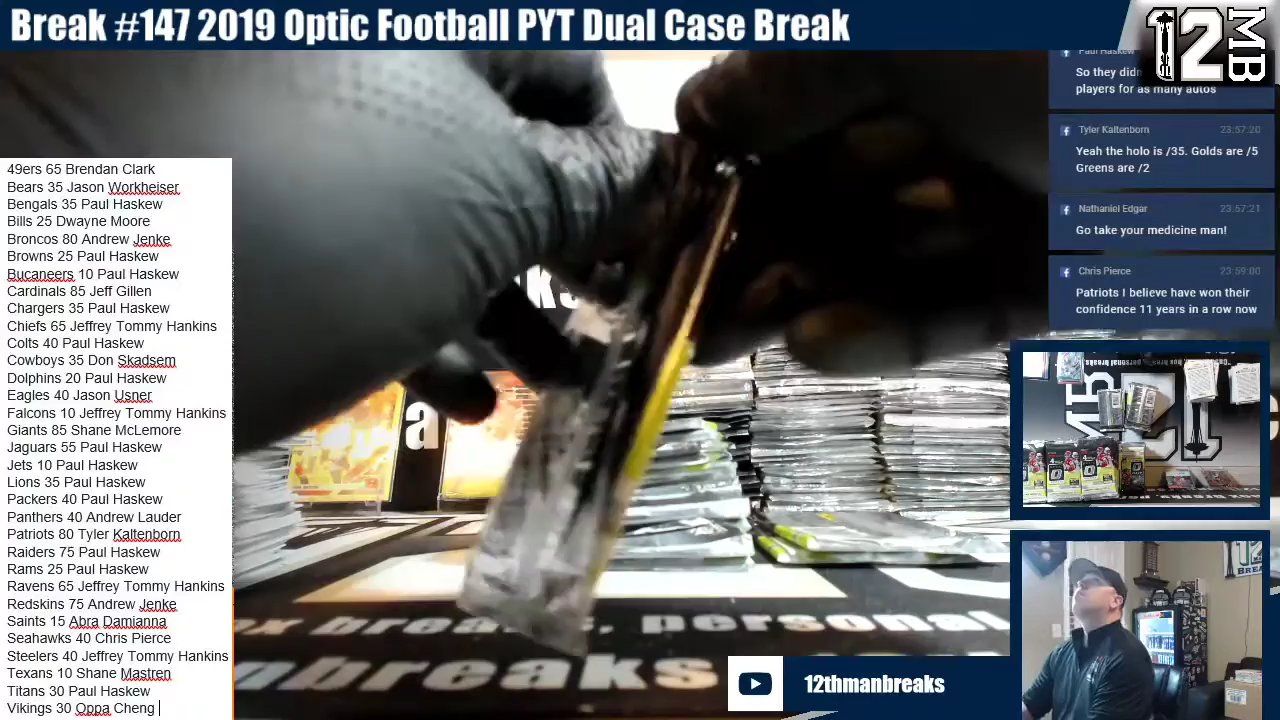 Break #147 2019 Optic Football PYT Dual Case Break
12
MB
49ers 65 Brendan Clark
Bears 35 Jason Workheiser
Bengals 35 Paul Haskew
Bills 25 Dwayne Moore
Broncos 80 Andrew Jenke
Browns 25 Paul Haskew
Bucaneers 10 Paul Haskew
Cardinals 85 Jeff Gillen
Chargers 35 Paul Haskew
Chiefs 65 Jeffrey Tommy Hankins
Colts 40 Paul Haskew
Cowboys 35 Don Skadsem
Dolphins 20 Paul Haskew
Eagles 40 Jason Usner
Falcons 10 Jeffrey Tommy Hankins
Giants 85 Shane McLemore
Jaguars 55 Paul Haskew
Jets 10 Paul Haskew
Lions 35 Paul Haskew
Packers 40 Paul Haskew
Panthers 40 Andrew Lauder
Patriots 80 Tyler Kaltenborn
Raiders 75 Paul Haskew
Rams 25 Paul Haskew
Ravens 65 Jeffrey Tommy Hankins
Redskins 75 Andrew Jenke
Saints 15 Abra Damianna
Seahawks 40 Chris Pierce
Steelers 40 Jeffrey Tommy Hankins
Texans 10 Shane Mastren
Titans 30 Paul Haskew
Vikings 30 Oppa Cheng
Paul Haskew
So they didn
players for as many autos
Tyler Kaltenborn 23:57:20
Yeah the holo is /35. Golds are /5
Greens are /2
Nathaniel Edgar 23:57:21
Go take your medicine man!
Chris Pierce 23:59:00
Patriots I believe have won their
confidence 11 years in a row now
ks
a
ox breaks, personal
nbreaks
12thmanbreaks